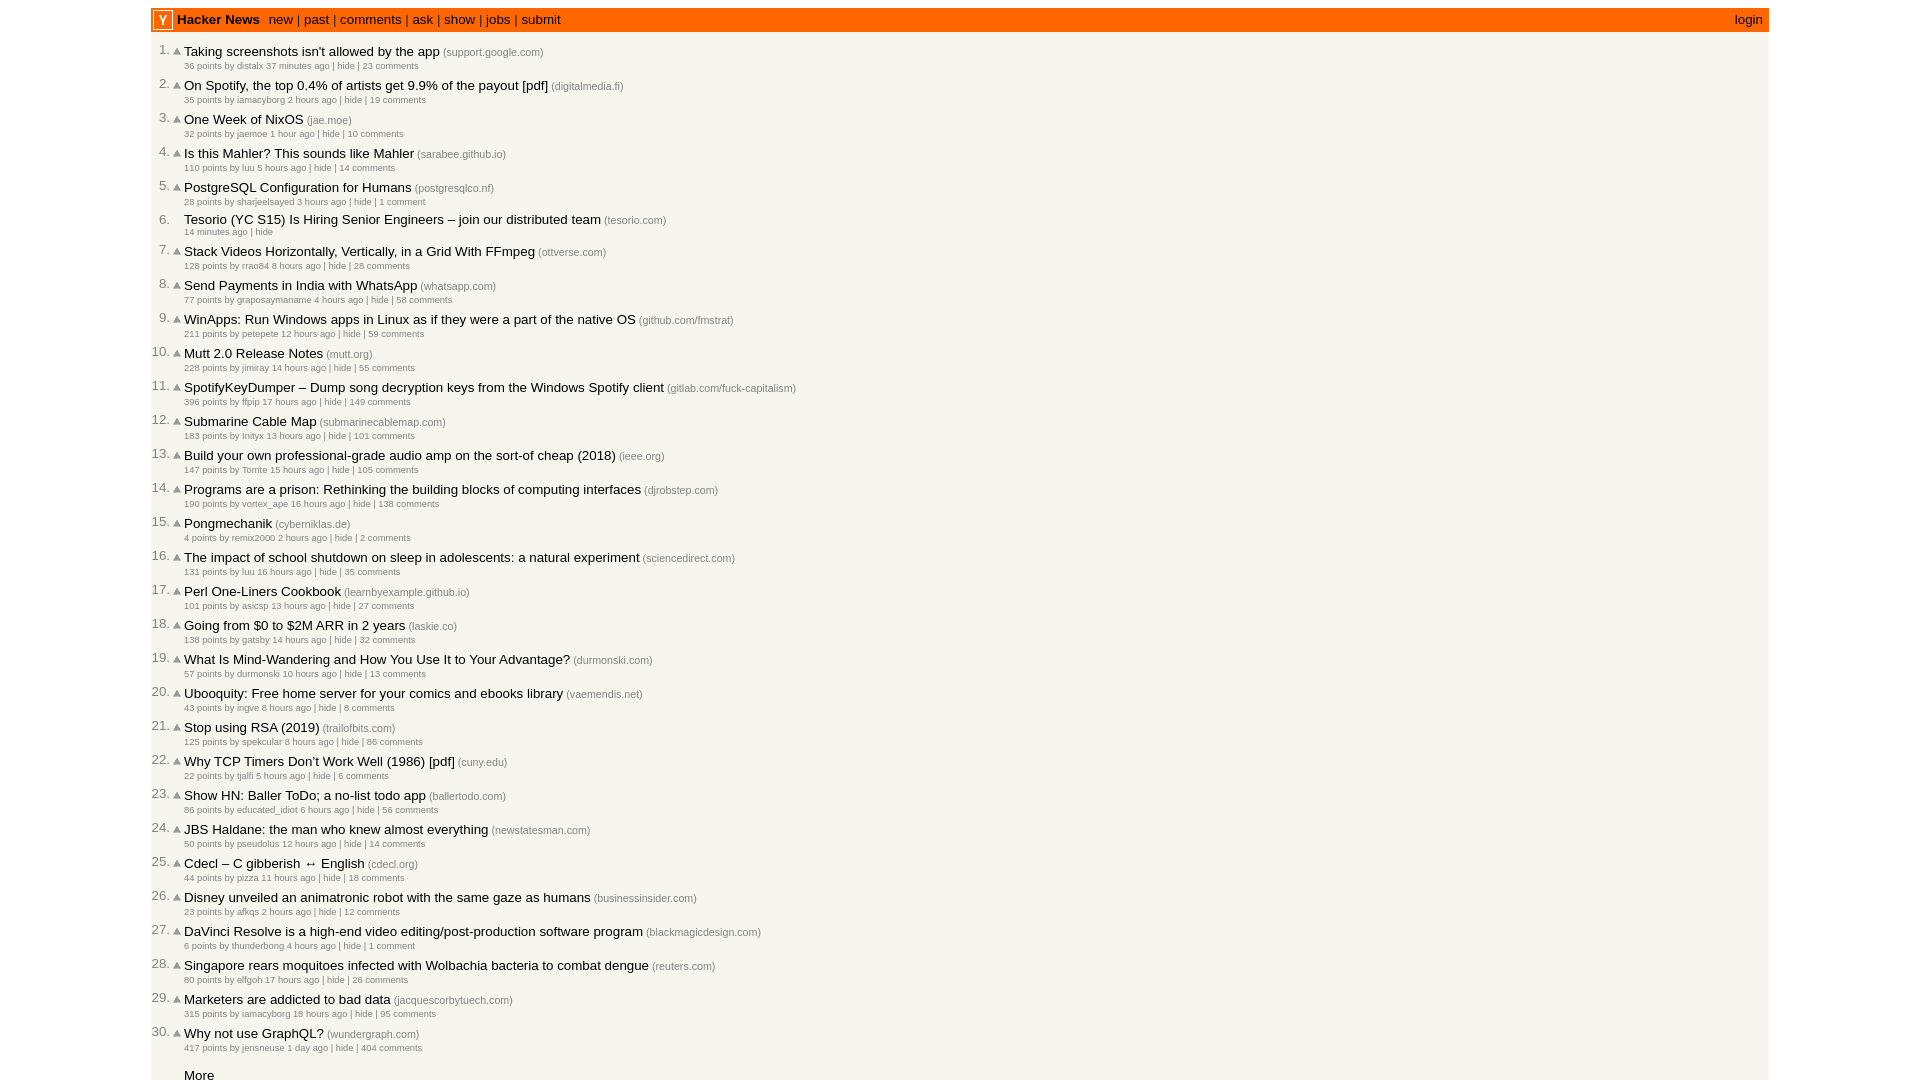 Y Hacker News new | past | comments | ask | show | jobs | submit login
1. Taking screenshots isn't allowed by the app (support.google.com)
36 points by distalx 37 minutes ago | hide | 23 comments
2. On Spotify, the top 0.4% of artists get 9.9% of the payout [pdf] (digitalmedia.fi)
35 points by iamacyborg 2 hours ago | hide | 19 comments
3. One Week of NixOS (jae.moe)
32 points by jaemoe 1 hour ago | hide | 10 comments
4. Is this Mahler? This sounds like Mahler (sarabee.github.io)
110 points by luu 5 hours ago | hide | 14 comments
5. PostgreSQL Configuration for Humans (postgresqlco.nf)
28 points by sharjeelsayed 3 hours ago | hide | 1 comment
6. Tesorio (YC S15) Is Hiring Senior Engineers – join our distributed team (tesorio.com)
14 minutes ago | hide
7. Stack Videos Horizontally, Vertically, in a Grid With FFmpeg (ottverse.com)
128 points by rrao84 8 hours ago | hide | 28 comments
8. Send Payments in India with WhatsApp (whatsapp.com)
77 points by graposaymaname 4 hours ago | hide | 58 comments
9. WinApps: Run Windows apps in Linux as if they were a part of the native OS (github.com/fmstrat)
211 points by petepete 12 hours ago | hide | 59 comments
10. Mutt 2.0 Release Notes (mutt.org)
228 points by jimiray 14 hours ago | hide | 55 comments
11. SpotifyKeyDumper – Dump song decryption keys from the Windows Spotify client (gitlab.com/fuck-capitalism)
396 points by ffpip 17 hours ago | hide | 149 comments
12. Submarine Cable Map (submarinecablemap.com)
183 points by Inityx 13 hours ago | hide | 101 comments
13. Build your own professional-grade audio amp on the sort-of cheap (2018) (ieee.org)
147 points by Tomte 15 hours ago | hide | 105 comments
14. Programs are a prison: Rethinking the building blocks of computing interfaces (djrobstep.com)
190 points by vortex_ape 16 hours ago | hide | 138 comments
15. Pongmechanik (cyberniklas.de)
4 points by remix2000 2 hours ago | hide | 2 comments
16. The impact of school shutdown on sleep in adolescents: a natural experiment (sciencedirect.com)
131 points by luu 16 hours ago | hide | 35 comments
17. Perl One-Liners Cookbook (learnbyexample.github.io)
101 points by asicsp 13 hours ago | hide | 27 comments
18. Going from $0 to $2M ARR in 2 years (laskie.co)
138 points by gatsby 14 hours ago | hide | 32 comments
19. What Is Mind-Wandering and How You Use It to Your Advantage? (durmonski.com)
57 points by durmonski 10 hours ago | hide | 13 comments
20. Ubooquity: Free home server for your comics and ebooks library (vaemendis.net)
43 points by ingve 8 hours ago | hide | 8 comments
21. Stop using RSA (2019) (trailofbits.com)
125 points by spekcular 8 hours ago | hide | 86 comments
22. Why TCP Timers Don’t Work Well (1986) [pdf] (cuny.edu)
22 points by tjalfi 5 hours ago | hide | 6 comments
23. Show HN: Baller ToDo; a no-list todo app (ballertodo.com)
86 points by educated_idiot 6 hours ago | hide | 56 comments
24. JBS Haldane: the man who knew almost everything (newstatesman.com)
50 points by pseudolus 12 hours ago | hide | 14 comments
25. Cdecl – C gibberish ↔ English (cdecl.org)
44 points by pizza 11 hours ago | hide | 18 comments
26. Disney unveiled an animatronic robot with the same gaze as humans (businessinsider.com)
23 points by afkqs 2 hours ago | hide | 12 comments
27. DaVinci Resolve is a high-end video editing/post-production software program (blackmagicdesign.com)
6 points by thunderbong 4 hours ago | hide | 1 comment
28. Singapore rears moquitoes infected with Wolbachia bacteria to combat dengue (reuters.com)
80 points by elfgoh 17 hours ago | hide | 26 comments
29. Marketers are addicted to bad data (jacquescorbytuech.com)
315 points by iamacyborg 18 hours ago | hide | 95 comments
30. Why not use GraphQL? (wundergraph.com)
417 points by jensneuse 1 day ago | hide | 404 comments
More